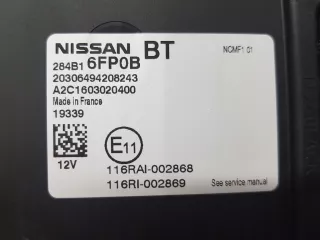 NISSAN BT NCMF1 01
284B1 6FP0B
20306494208243
A2C1603020400
Made in France
19339
12V
E11
116RAI-002868
116RI-002869 See service manual